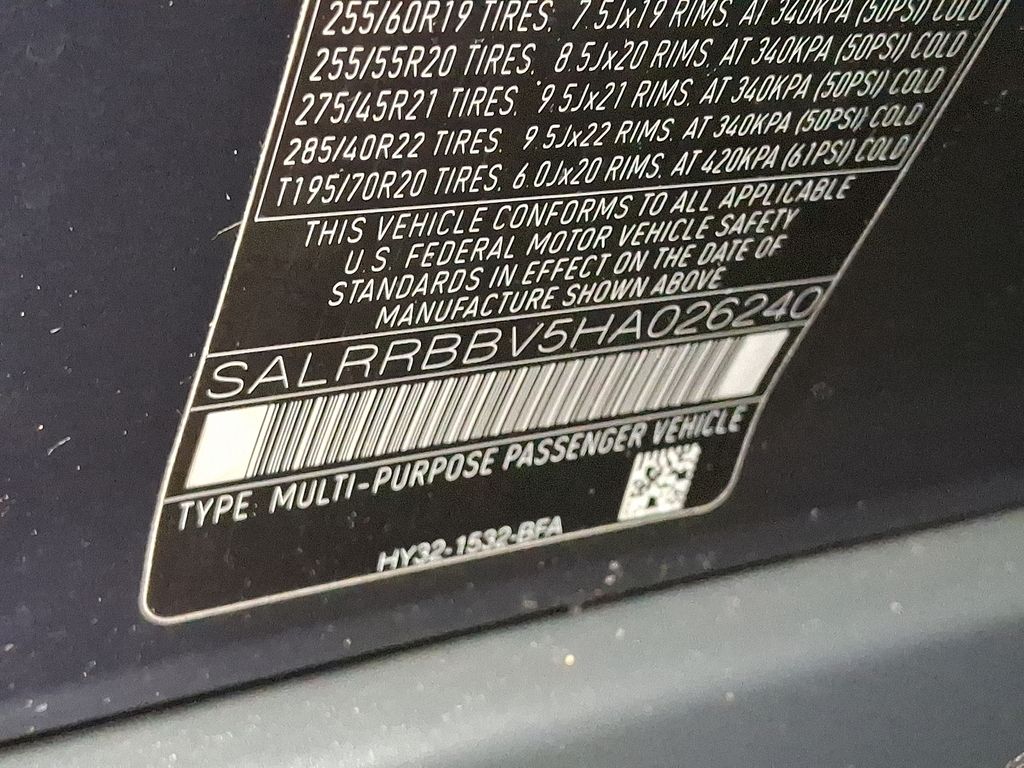 255/60R19 TIRES, 7.5Jx19 RIMS, AT 340KPA (50PSI) COLD
255/55R20 TIRES, 8.5Jx20 RIMS, AT 340KPA (50PSI) COLD
275/45R21 TIRES, 9.5Jx21 RIMS, AT 340KPA (50PSI) COLD
285/40R22 TIRES, 9.5Jx22 RIMS, AT 340KPA (50PSI) COLD
T195/70R20 TIRES, 6.0Jx20 RIMS, AT 420KPA (61PSI) COLD
THIS VEHICLE CONFORMS TO ALL APPLICABLE
U.S. FEDERAL MOTOR VEHICLE SAFETY
STANDARDS IN EFFECT ON THE DATE OF
MANUFACTURE SHOWN ABOVE
SALRRBBV5HA026240
TYPE: MULTI-PURPOSE PASSENGER VEHICLE
HY32-1532-BFA